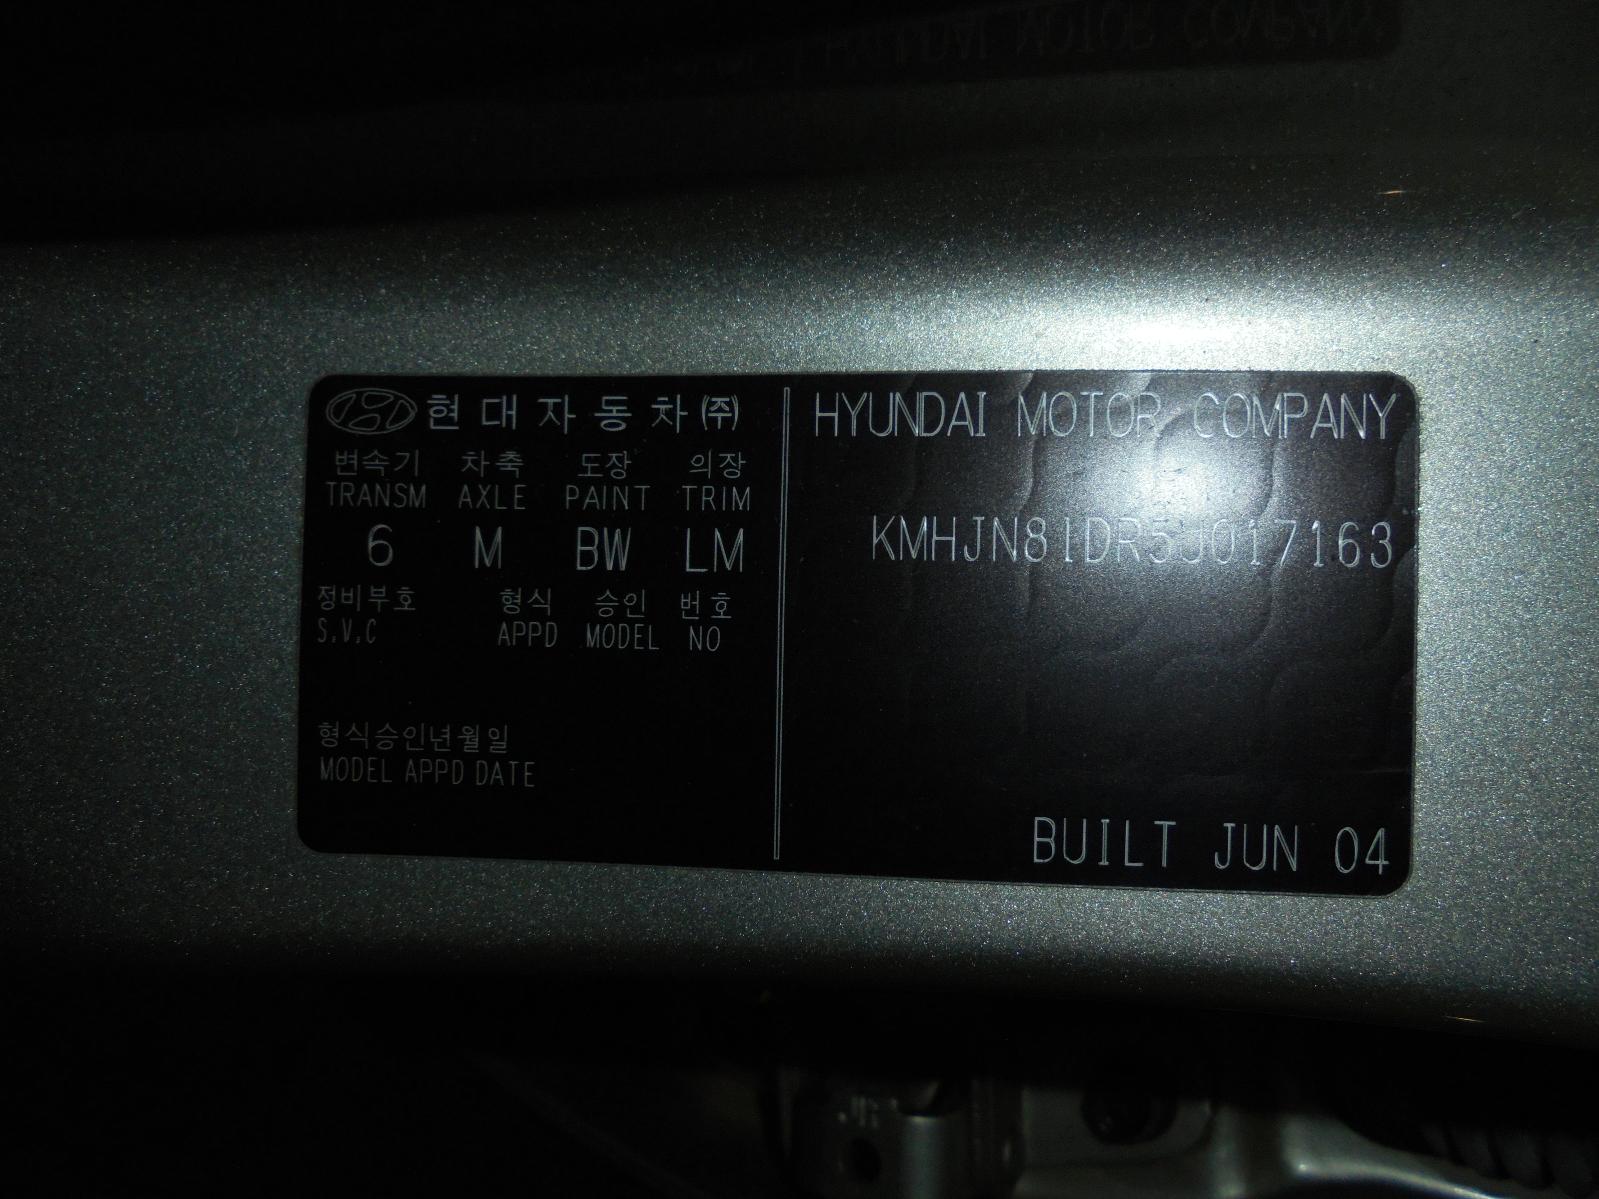 현대자동차㈜
변속기 차축 도장 의장
TRANSM AXLE PAINT TRIM
6 M BW LM
정비부호 형식 승인 번호
S.V.C APPD MODEL NO
형식승인년월일
MODEL APPD DATE
HYUNDAI MOTOR COMPANY
KMHJN81DR5U017163
BUILT JUN 04